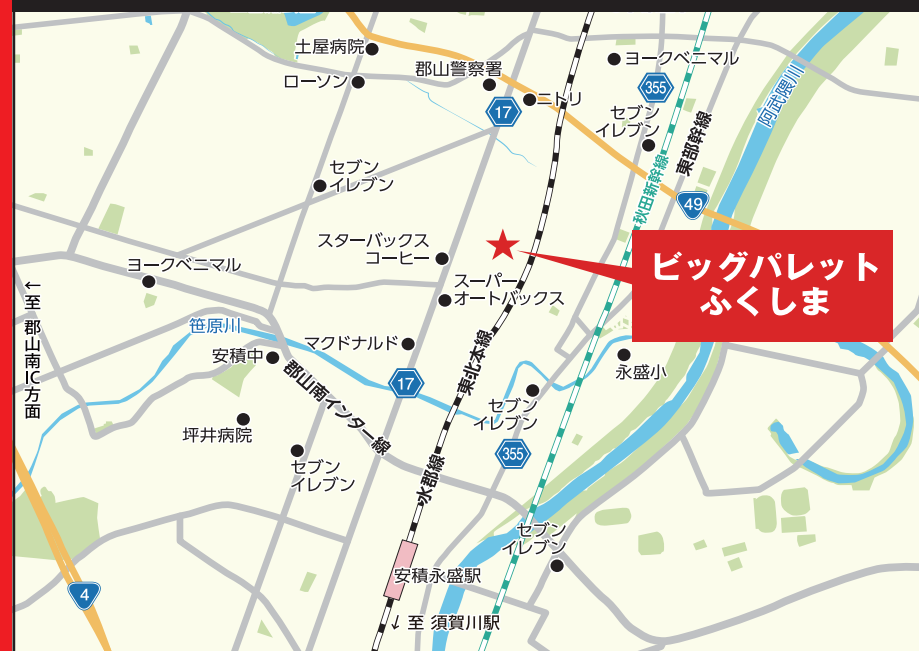 土屋病院
ローソン
郡山警察署
ニトリ
17
ヨークベニマル
355
セブン
イレブン
東部幹線
阿武隈川
セブン
イレブン
秋田新幹線
49
スターバックス
コーヒー
ビッグパレット
ふくしま
ヨークベニマル
スーパー
オートバックス
←至 郡山南IC方面
笹原川
安積中
マクドナルド
東北本線
永盛小
郡山南インター線
17
セブン
イレブン
坪井病院
355
セブン
イレブン
水郡線
セブン
イレブン
安積永盛駅
4
↓至 須賀川駅